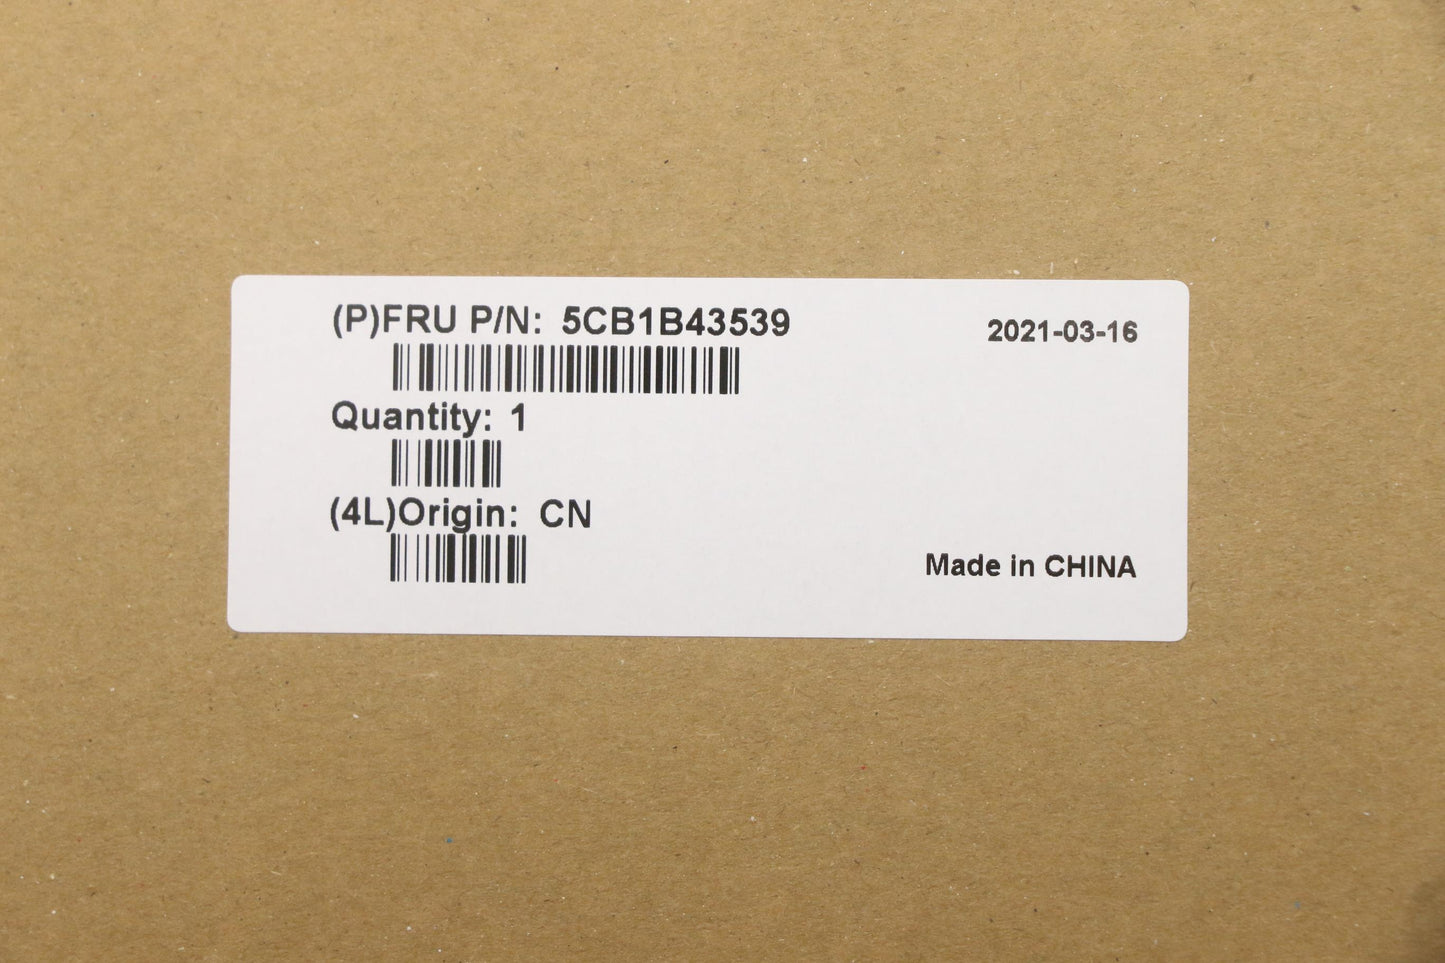 (P)FRU P/N: 5CB1B43539
2021-03-16
Quantity: 1
(4L)Origin: CN
Made in CHINA